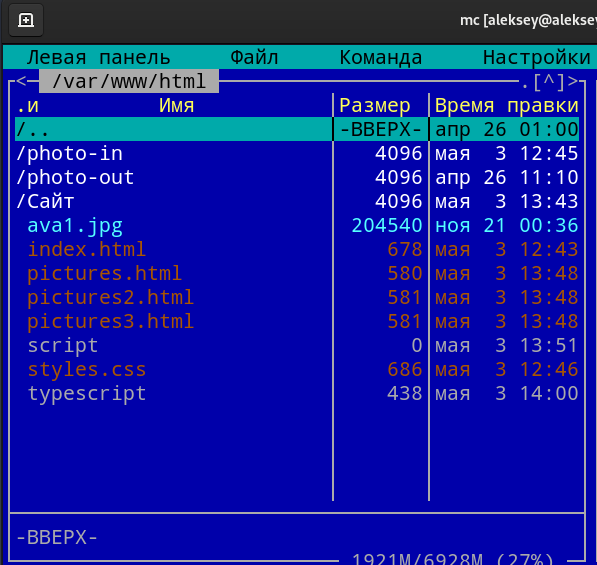 mc [aleksey@aleksey
Левая панель Файл Команда Настройки
<- /var/www/html .[^]>
.и Имя Размер Время правки
/.. -ВВЕРХ- апр 26 01:00
/photo-in 4096 мая 3 12:45
/photo-out 4096 апр 26 11:10
/Сайт 4096 мая 3 13:43
ava1.jpg 204540 ноя 21 00:36
index.html 678 мая 3 12:43
pictures.html 580 мая 3 13:48
pictures2.html 581 мая 3 13:48
pictures3.html 581 мая 3 13:48
script 0 мая 3 13:51
styles.css 686 мая 3 12:46
typescript 438 мая 3 14:00
-ВВЕРХ-
1921M/6928M (27%)